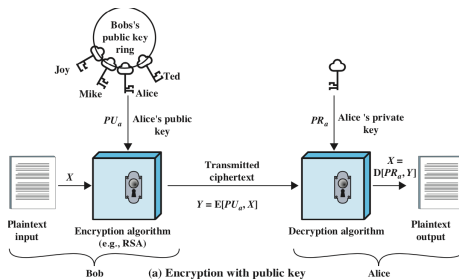 Bobs's
public key
ring
Joy
Ted
Mike
Alice
PUa
Alice's public
key
PRa
Alice 's private
key
X
Transmitted
ciphertext
X =
D[PRa, Y]
Y = E[PUa, X]
Plaintext
input
Encryption algorithm
(e.g., RSA)
Decryption algorithm
Plaintext
output
Bob
(a) Encryption with public key
Alice